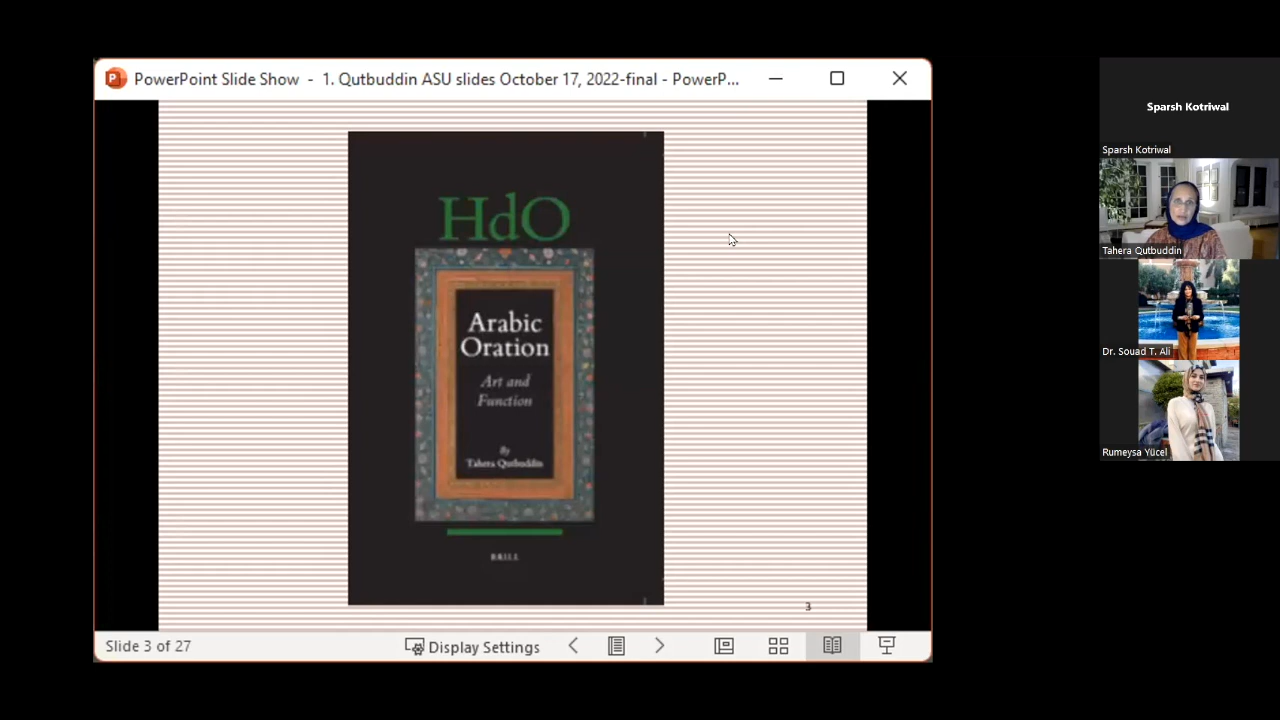 PowerPoint Slide Show - 1. Qutbuddin ASU slides October 17, 2022-final - PowerP...
HdO
Arabic
Oration
Art and
Function
By
Tahera Qutbuddin
BRILL
3
Slide 3 of 27
Display Settings
Sparsh Kotriwal
Sparsh Kotriwal
Tahera Qutbuddin
Dr. Souad T. Ali
Rumeysa Yücel